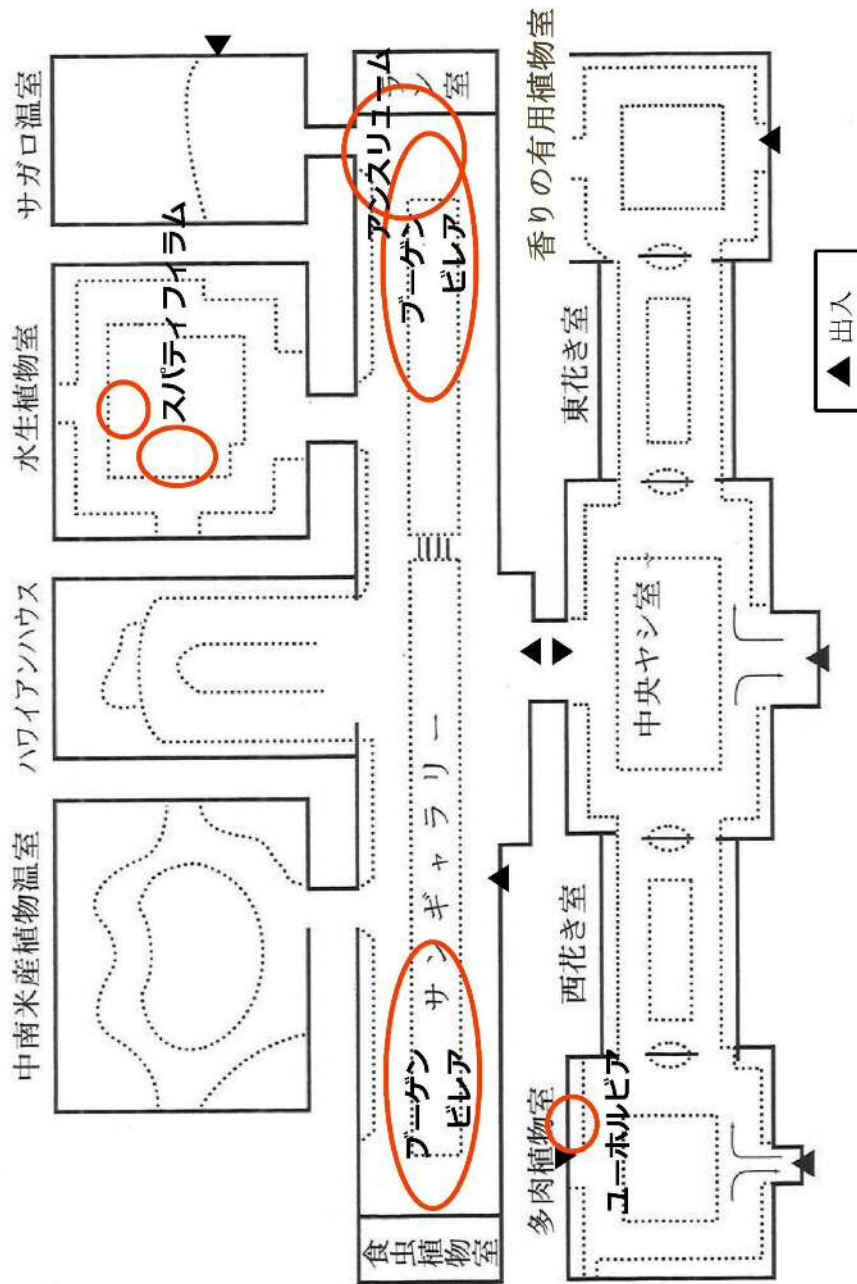 中南米産植物温室
ハワイアンハウス
水生植物室
サガロ温室
スパティフィラム
アンスリューム
ラン室
ブーゲン
ビレア
ブーゲン
ビレア
サンギャラリー
食虫植物室
多肉植物室
西花き室
東花き室
香りの有用植物室
ユーホルビア
中央ヤシ室
▲ 出入